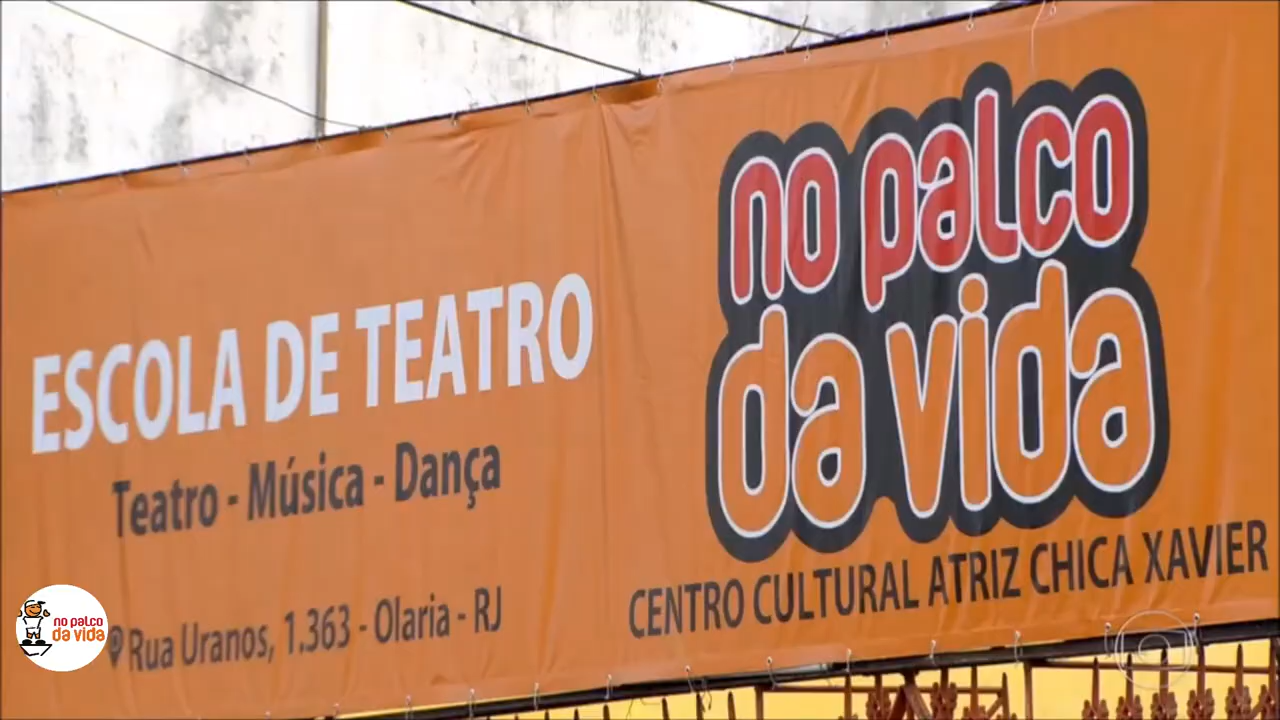 ESCOLA DE TEATRO
Teatro - Música - Dança
Rua Uranos, 1.363 - Olaria - RJ
no palco
da vida
CENTRO CULTURAL ATRIZ CHICA XAVIER
no palco
da vida